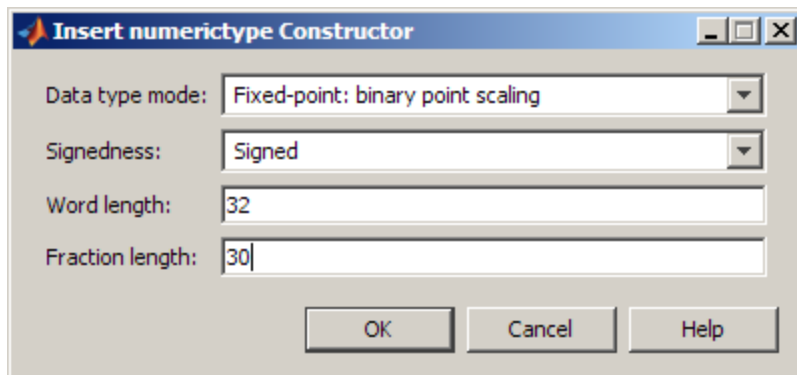 Insert numerictype Constructor
Data type mode: Fixed-point: binary point scaling
Signedness: Signed
Word length: 32
Fraction length: 30
OK Cancel Help